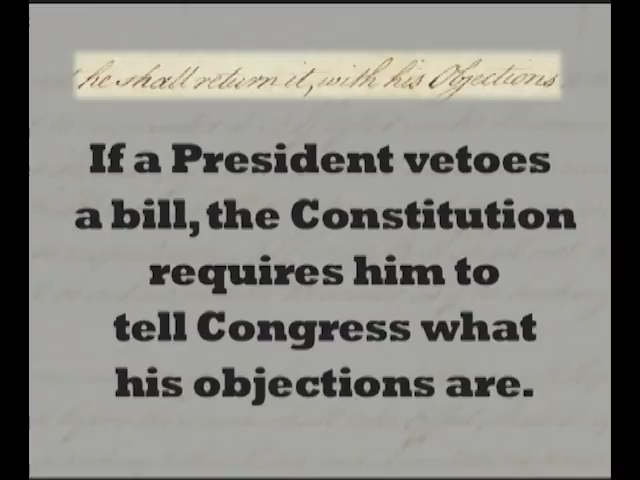 he shall return it, with his Objections
If a President vetoes
a bill, the Constitution
requires him to
tell Congress what
his objections are.